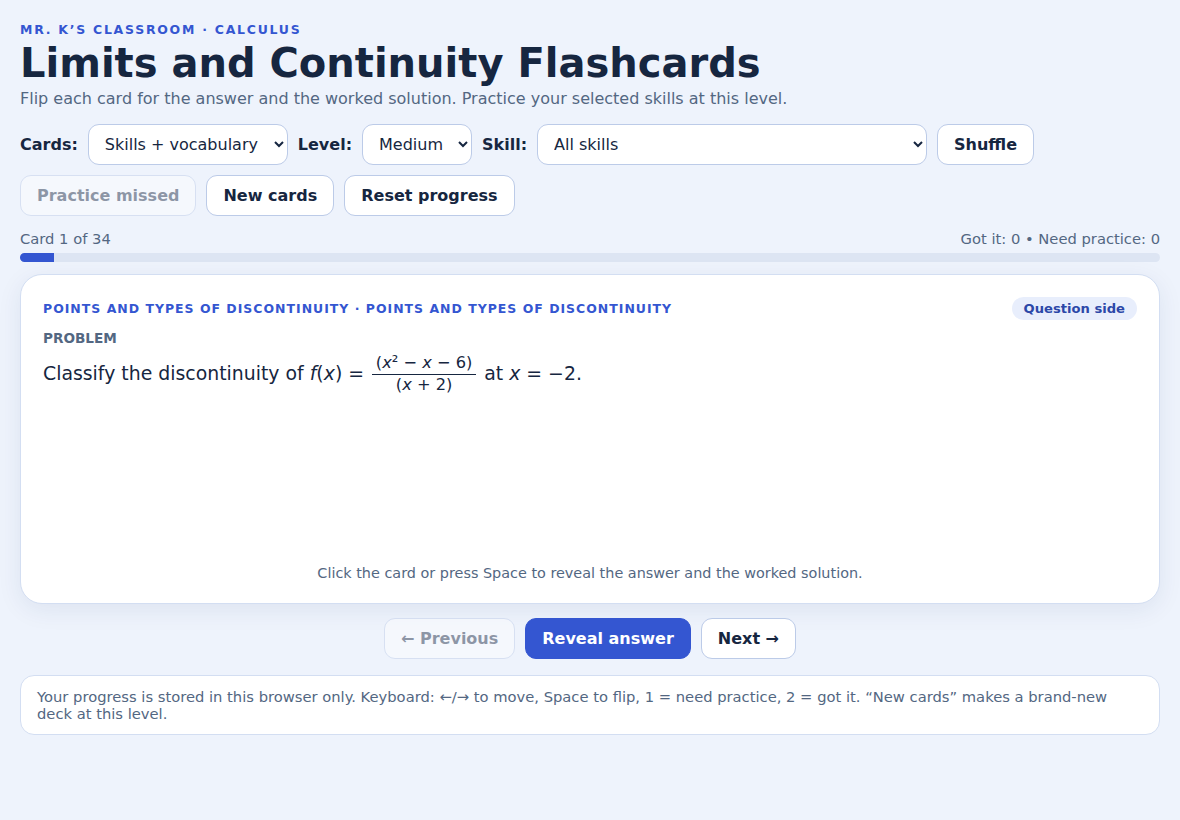 MR. K’S CLASSROOM · CALCULUS
Limits and Continuity Flashcards
Flip each card for the answer and the worked solution. Practice your selected skills at this level.
Cards: Skills + vocabulary Level: Medium Skill: All skills Shuffle
Practice missed New cards Reset progress
Card 1 of 34 Got it: 0 • Need practice: 0
POINTS AND TYPES OF DISCONTINUITY · POINTS AND TYPES OF DISCONTINUITY Question side
PROBLEM
Classify the discontinuity of f(x) = (x² − x − 6) / (x + 2) at x = −2.
Click the card or press Space to reveal the answer and the worked solution.
← Previous Reveal answer Next →
Your progress is stored in this browser only. Keyboard: ←/→ to move, Space to flip, 1 = need practice, 2 = got it. “New cards” makes a brand-new
deck at this level.